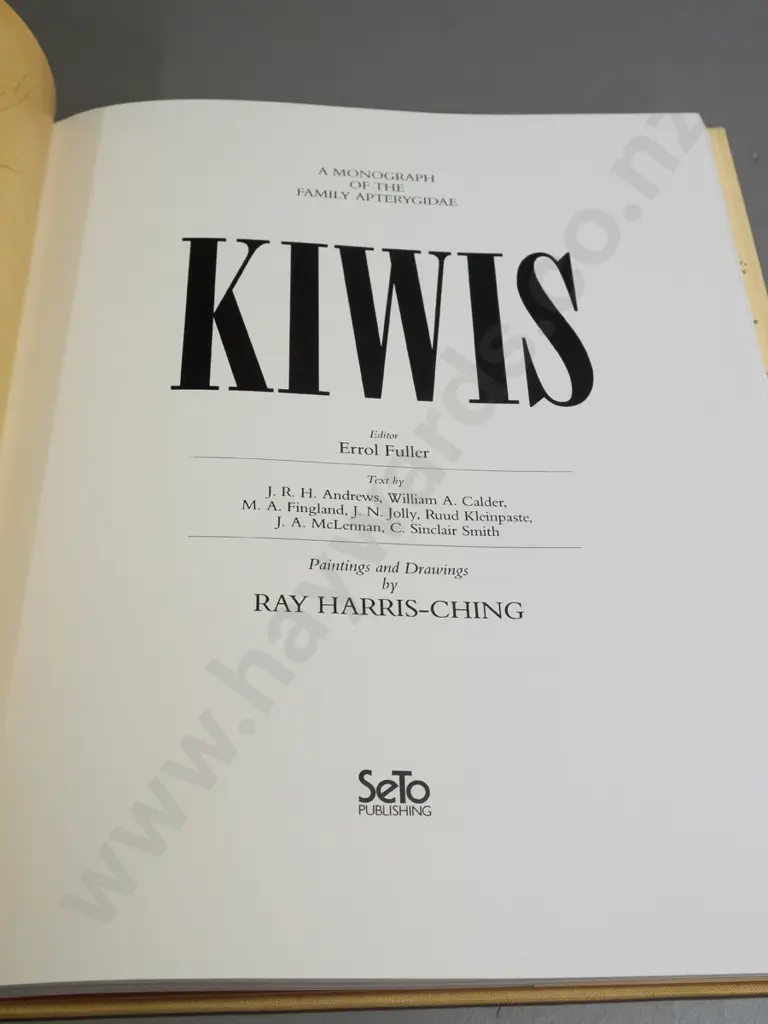 A MONOGRAPH
OF THE
FAMILY APTERYGIDAE
KIWIS
Editor
Errol Fuller
Text by
J. R. H. Andrews, William A. Calder,
M. A. Fingland, J. N. Jolly, Ruud Kleinpaste,
J. A. McLennan, C. Sinclair Smith
Paintings and Drawings
by
RAY HARRIS-CHING
SeTo
PUBLISHING
www.haywards.co.nz